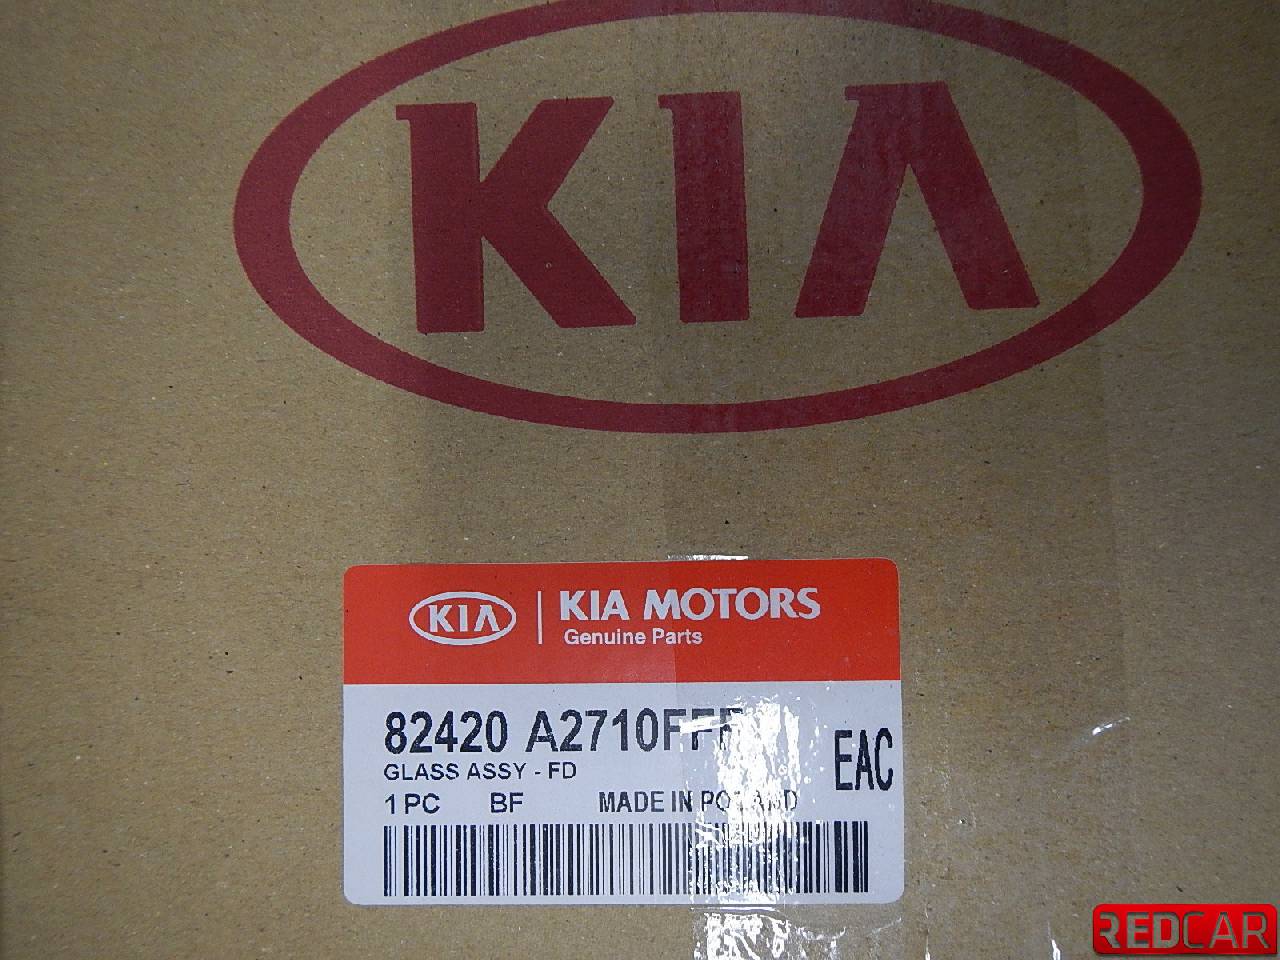 KIA
KIA KIA MOTORS
Genuine Parts
82420 A2710FFF
GLASS ASSY - FD
EAC
1 PC BF MADE IN POLAND
REDCAR